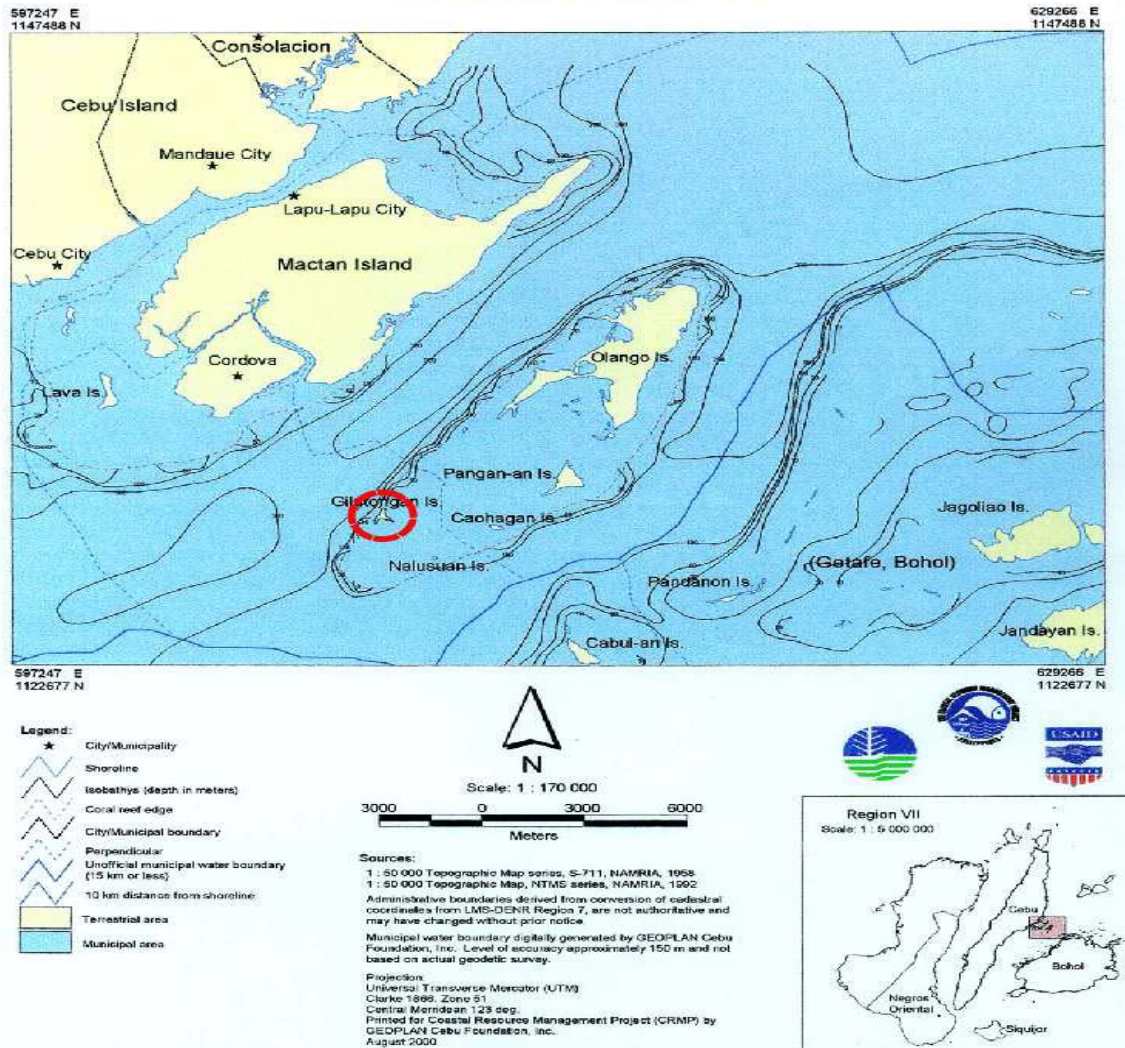 597247 E
1147488 N
629266 E
1147488 N
Consolacion
Cebu Island
Mandaue City
Lapu-Lapu City
Cebu City
Mactan Island
Cordova
Olango Is.
Lava Is.
Pangan-an Is.
Gilutongan Is.
Caohagan Is.
Jagoliao Is.
Nalusuan Is.
Pandanon Is.
(Getafe, Bohol)
Cabul-an Is.
Jandayan Is.
597247 E
1122677 N
629266 E
1122677 N
Legend:
City/Municipality
Shoreline
Isobaths (depth in meters)
Coral reef edge
City/Municipal boundary
Perpendicular
Unofficial municipal water boundary
(15 km or less)
10 km distance from shoreline
Terrestrial area
Municipal area
N
Scale: 1 : 170 000
3000 0 3000 6000
Meters
Sources:
1 : 50 000 Topographic Map series, S-711, NAMRIA, 1958
1 : 50 000 Topographic Map, NTMS series, NAMRIA, 1992
Administrative boundaries derived from conversion of cadastral
coordinates from LMS-DENR Region 7, are not authoritative and
may have changed without prior notice.
Municipal water boundary digitally generated by GEOPLAN Cebu
Foundation, Inc. Level of accuracy approximately 150 m and not
based on actual geodetic survey.
Projection:
Universal Transverse Mercator (UTM)
Clarke 1866, Zone 51
Central Merridean 123 deg.
Printed for Coastal Resource Management Project (CRMP) by
GEOPLAN Cebu Foundation, Inc.
August 2000
USAID
Region VII
Scale: 1 : 5 000 000
Cebu
Bohol
Negros
Oriental
Siquijor